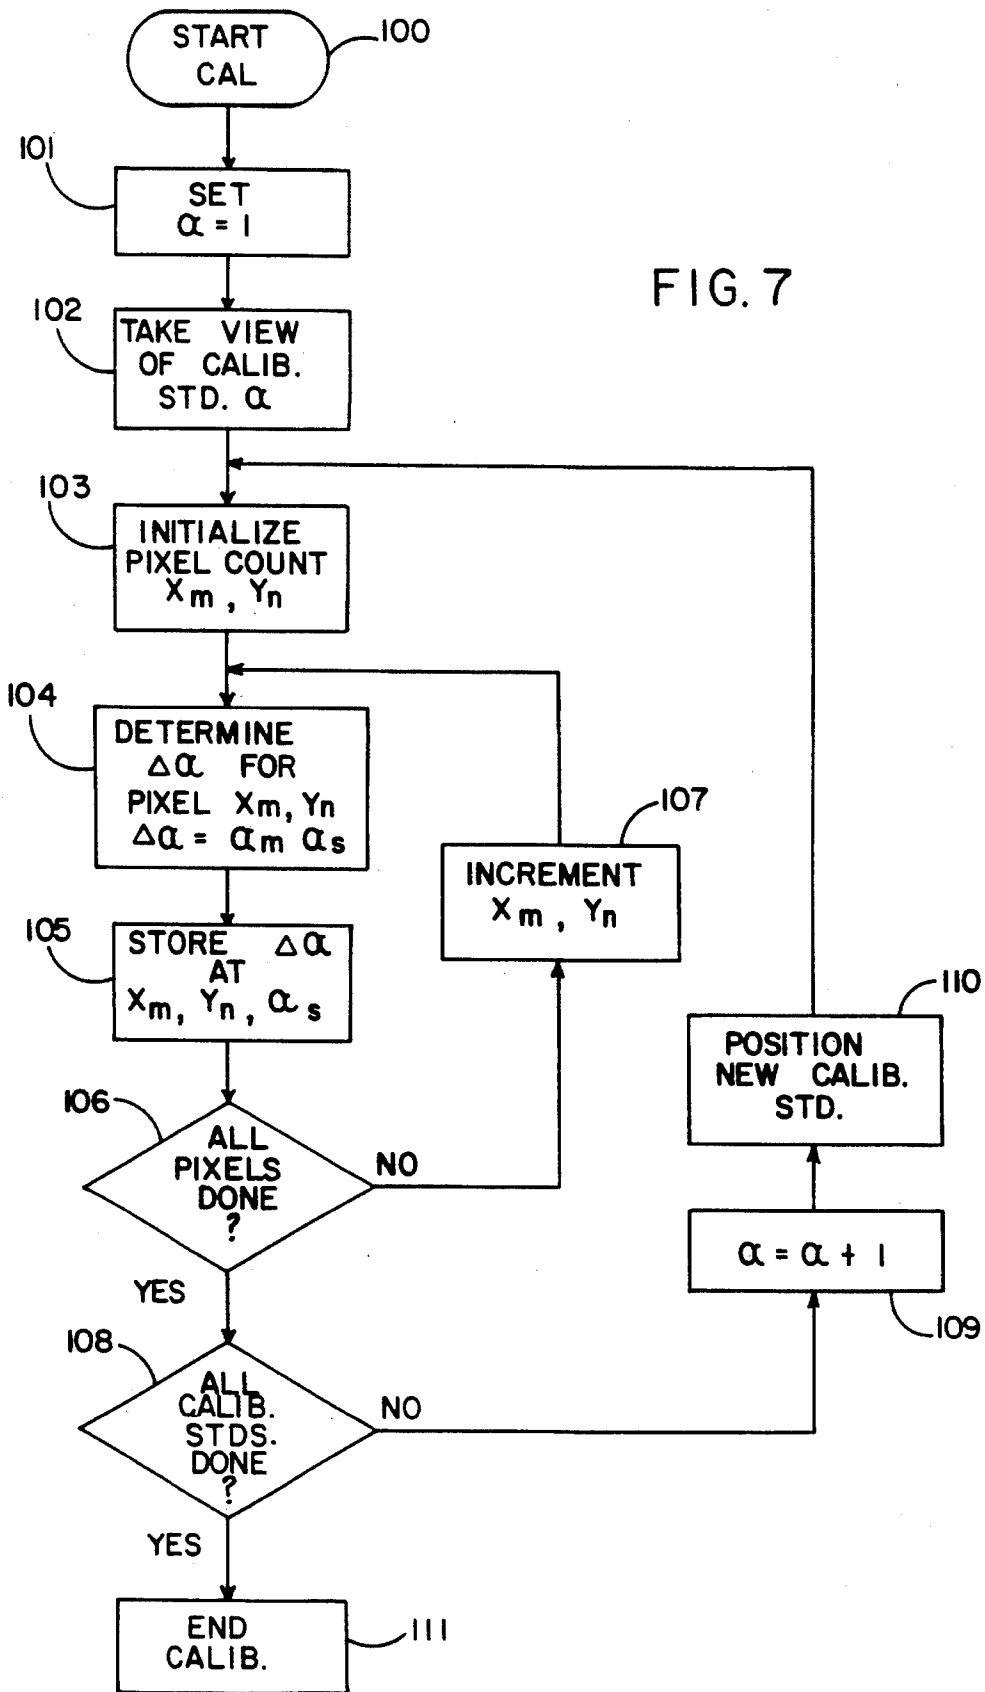 START
CAL
100
101
SET
α = 1
FIG. 7
102
TAKE VIEW
OF CALIB.
STD. α
103
INITIALIZE
PIXEL COUNT
Xm , Yn
104
DETERMINE
Δα FOR
PIXEL Xm, Yn
Δα = αm αs
107
INCREMENT
Xm , Yn
105
STORE Δα
AT
Xm, Yn, αs
110
POSITION
NEW CALIB.
STD.
106
ALL
PIXELS
DONE
?
NO
YES
α = α + 1
109
108
ALL
CALIB.
STDS.
DONE
?
NO
YES
END
CALIB.
111